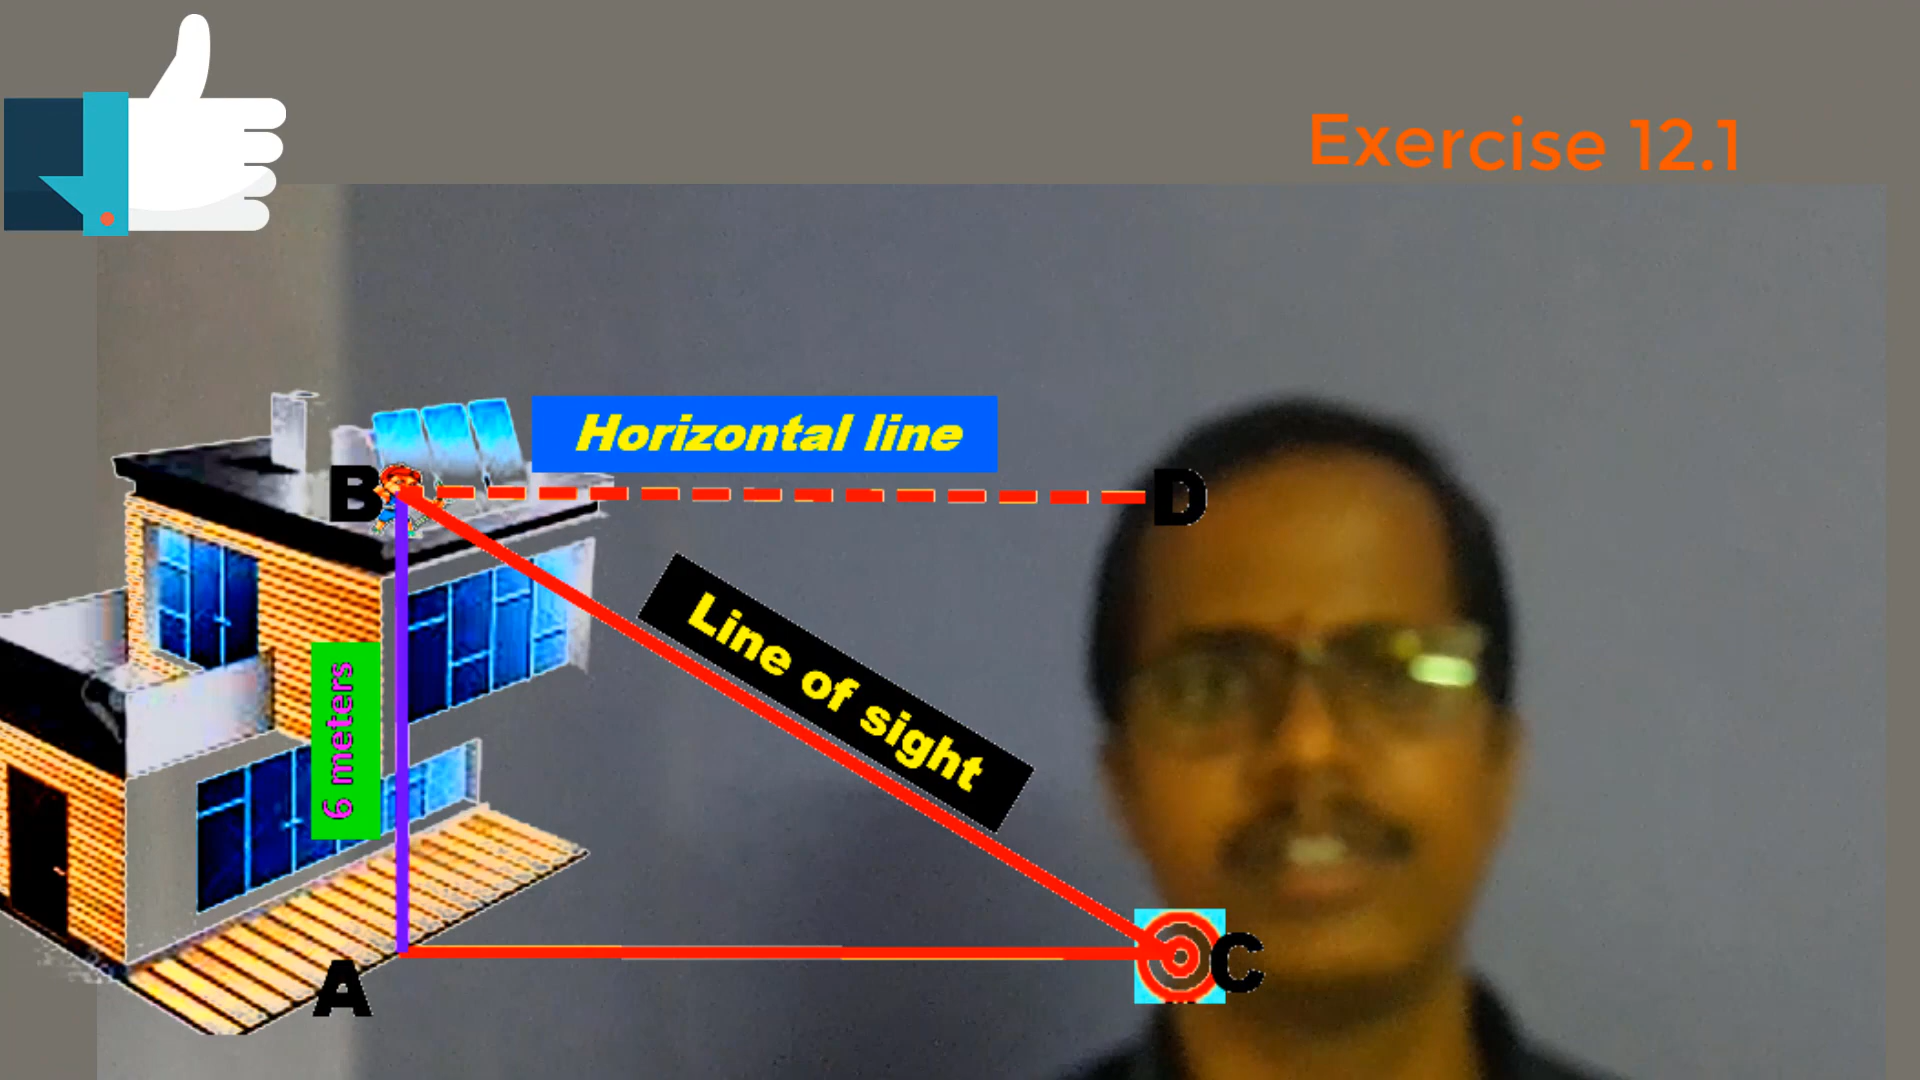 Exercise 12.1
Horizontal line
B
D
Line of sight
6 meters
C
A